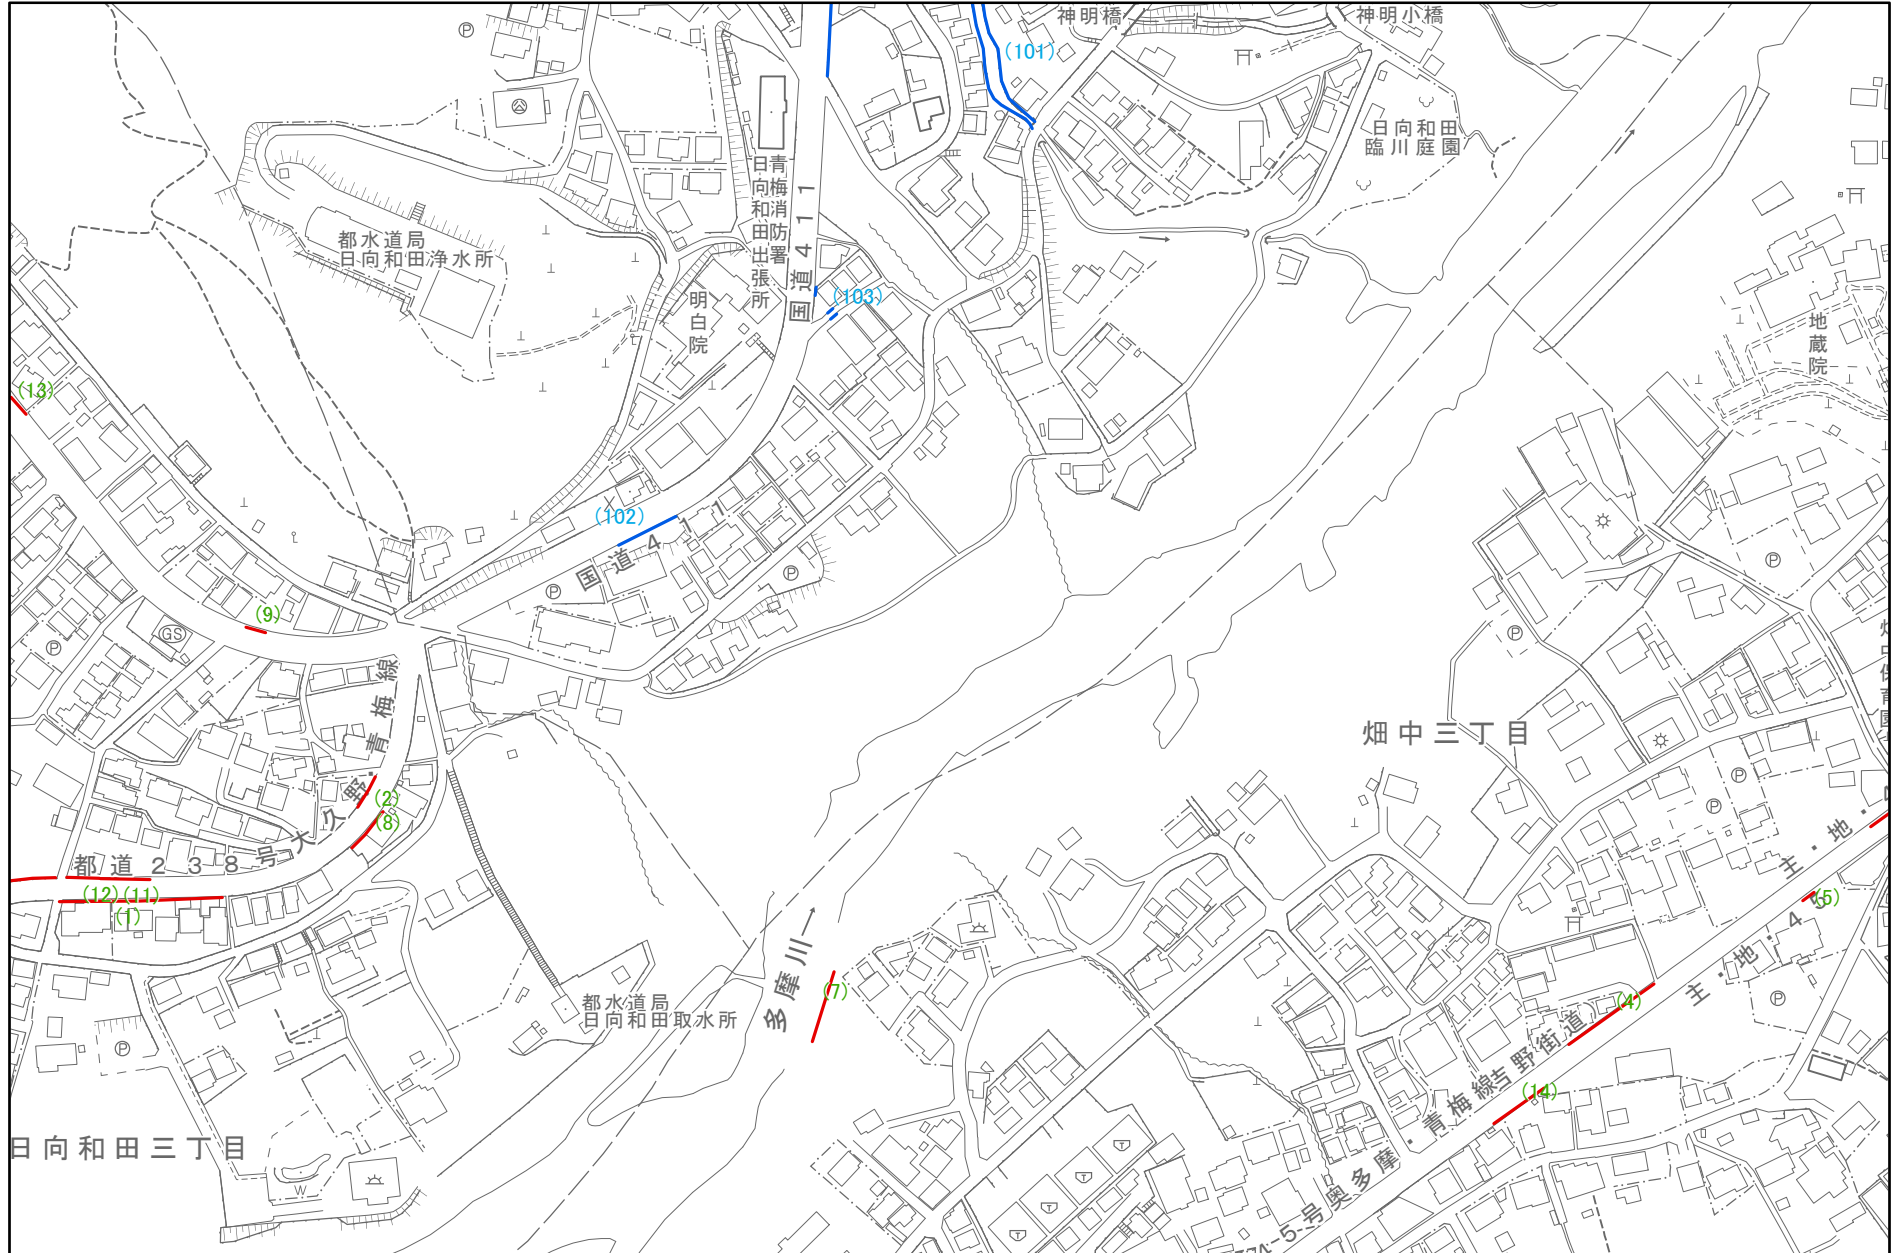 神明橋
神明小橋
(101)
日向和田
臨川庭園
青梅消防署
日向和田出張所
国道411
都水道局
日向和田浄水所
明白院
(103)
地蔵院
(13)
(102)
国道411
(9)
GS
P
P
P
P
P
P
P
P
P
青梅線
畑中三丁目
(2)
(8)
都道238号大久野
主・地・4
(12)
(11)
(1)
(5)
主・地・45
多摩川
(7)
都水道局
日向和田取水所
(4)
吉野街道
(14)
・青梅線
45号奥多摩
日向和田三丁目
W
T
T
T
T